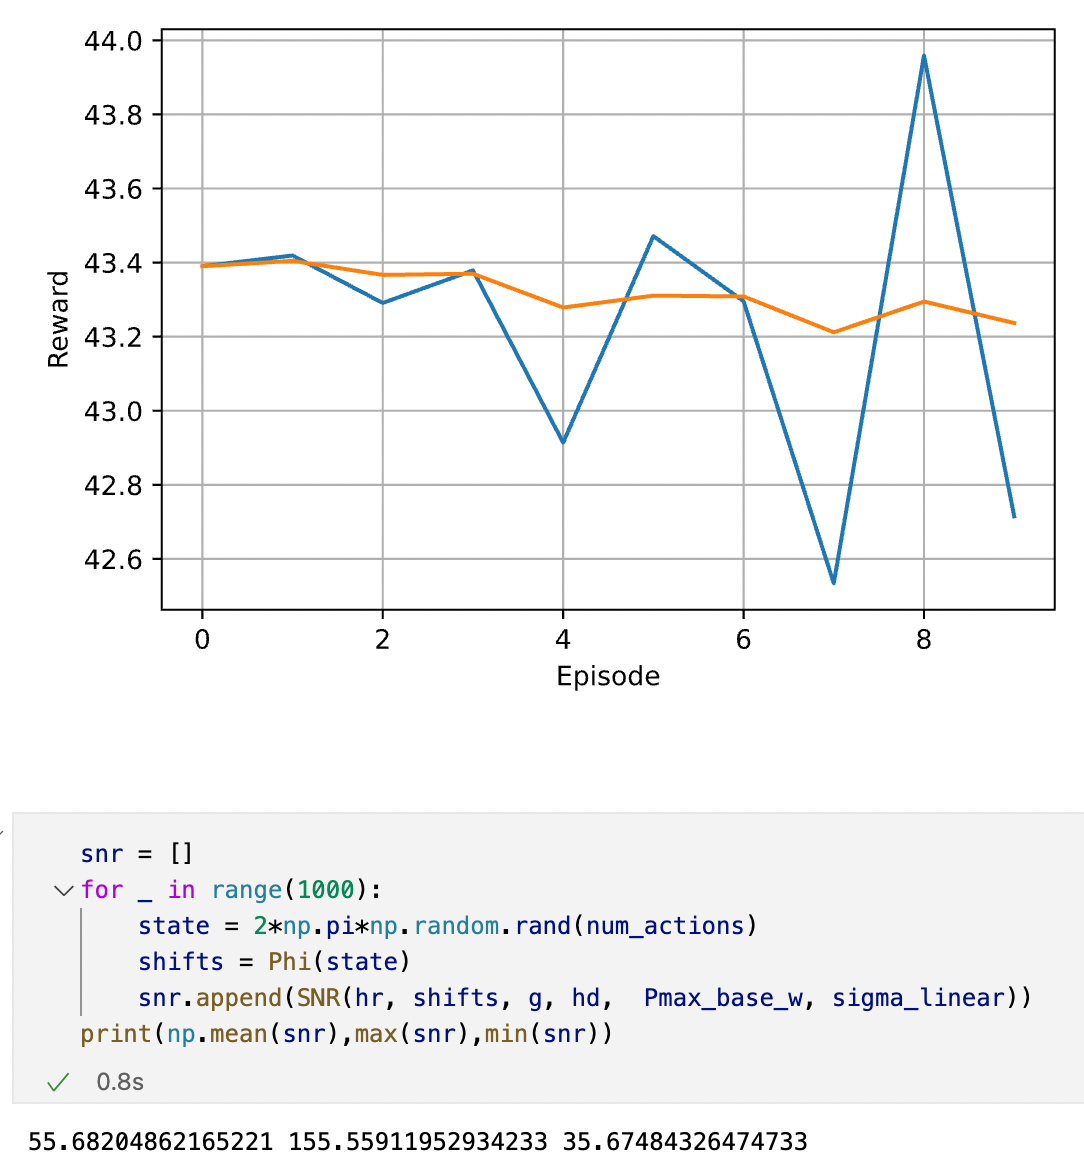 44.0
43.8
43.6
43.4
43.2
43.0
42.8
42.6
Reward
0 2 4 6 8
Episode
snr = []
for _ in range(1000):
    state = 2*np.pi*np.random.rand(num_actions)
    shifts = Phi(state)
    snr.append(SNR(hr, shifts, g, hd,  Pmax_base_w, sigma_linear))
print(np.mean(snr),max(snr),min(snr))
0.8s
55.68204862165221 155.55911952934233 35.67484326474733